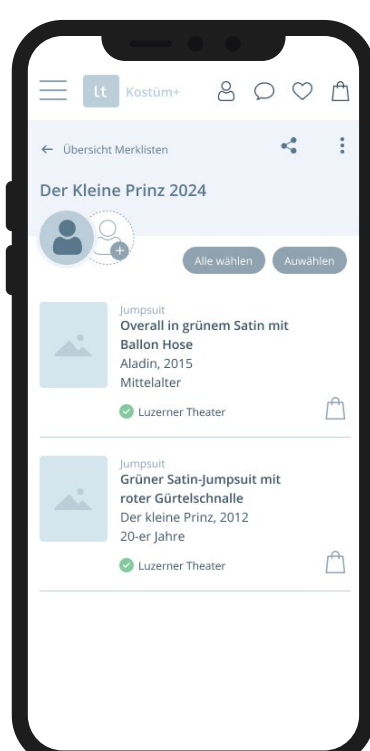 lt Kostüm+
← Übersicht Merklisten
Der Kleine Prinz 2024
Alle wählen Auwählen
Jumpsuit
Overall in grünem Satin mit
Ballon Hose
Aladin, 2015
Mittelalter
Luzerner Theater
Jumpsuit
Grüner Satin-Jumpsuit mit
roter Gürtelschnalle
Der kleine Prinz, 2012
20-er Jahre
Luzerner Theater